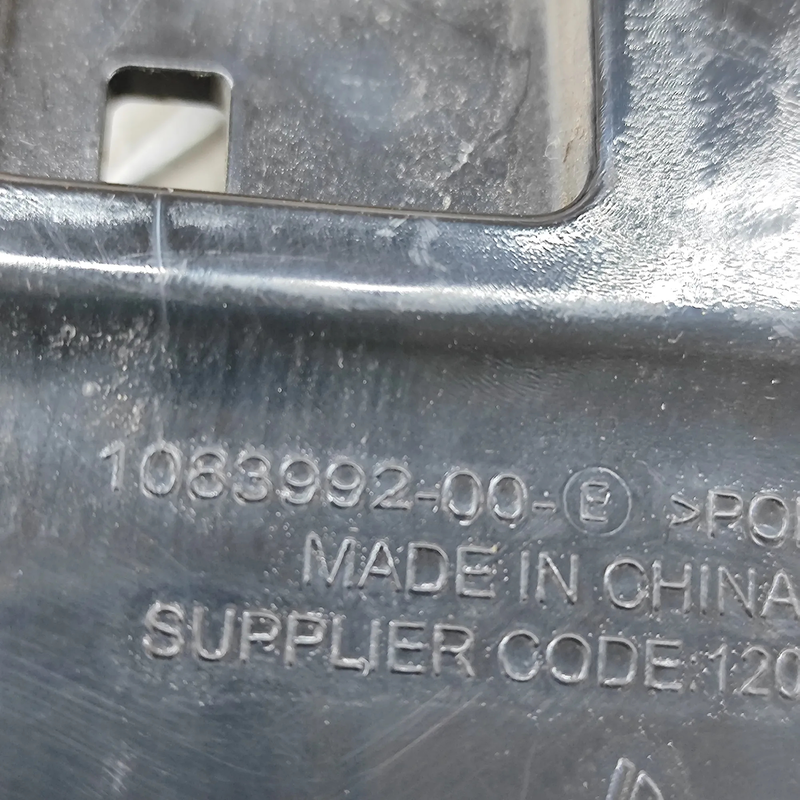 1083992-00-Ⓔ >PO
MADE IN CHINA
SUPPLIER CODE:120